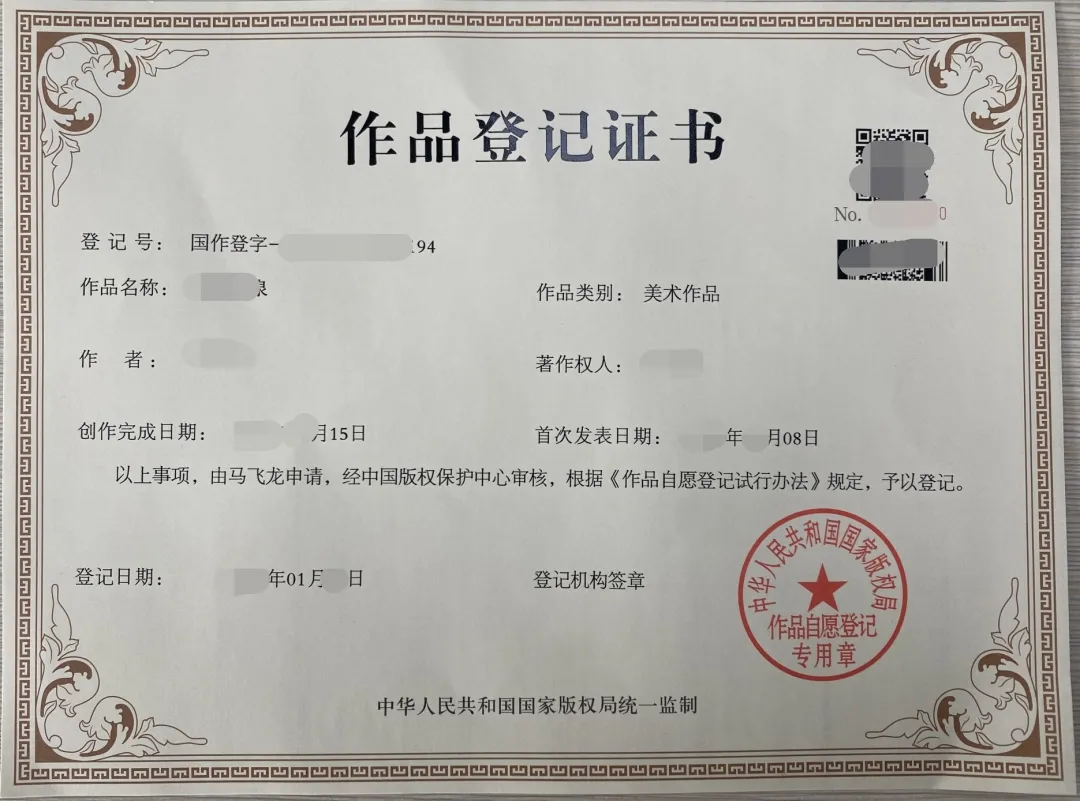 作品登记证书
No. 0
登 记 号： 国作登字- 194
作品名称：
作品类别： 美术作品
作 者：
著作权人：
创作完成日期： 月15日
首次发表日期： 年 月08日
以上事项，由马飞龙申请，经中国版权保护中心审核，根据《作品自愿登记试行办法》规定，予以登记。
登记日期： 年01月 日
登记机构签章
中华人民共和国国家版权局
作品自愿登记
专用章
中华人民共和国国家版权局统一监制